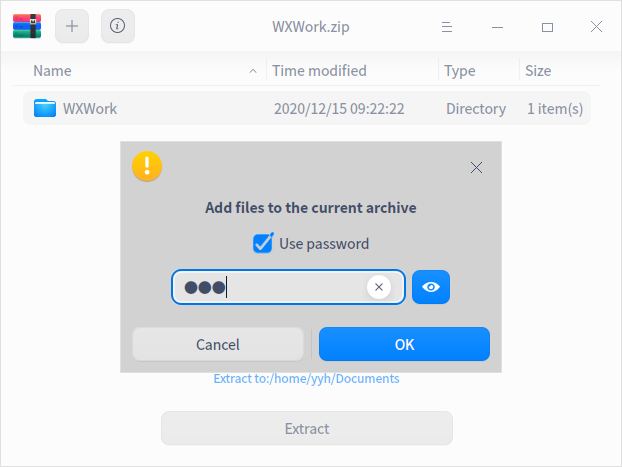 WXWork.zip
Name Time modified Type Size
WXWork 2020/12/15 09:22:22 Directory 1 item(s)
Add files to the current archive
Use password
Cancel OK
Extract to:/home/yyh/Documents
Extract